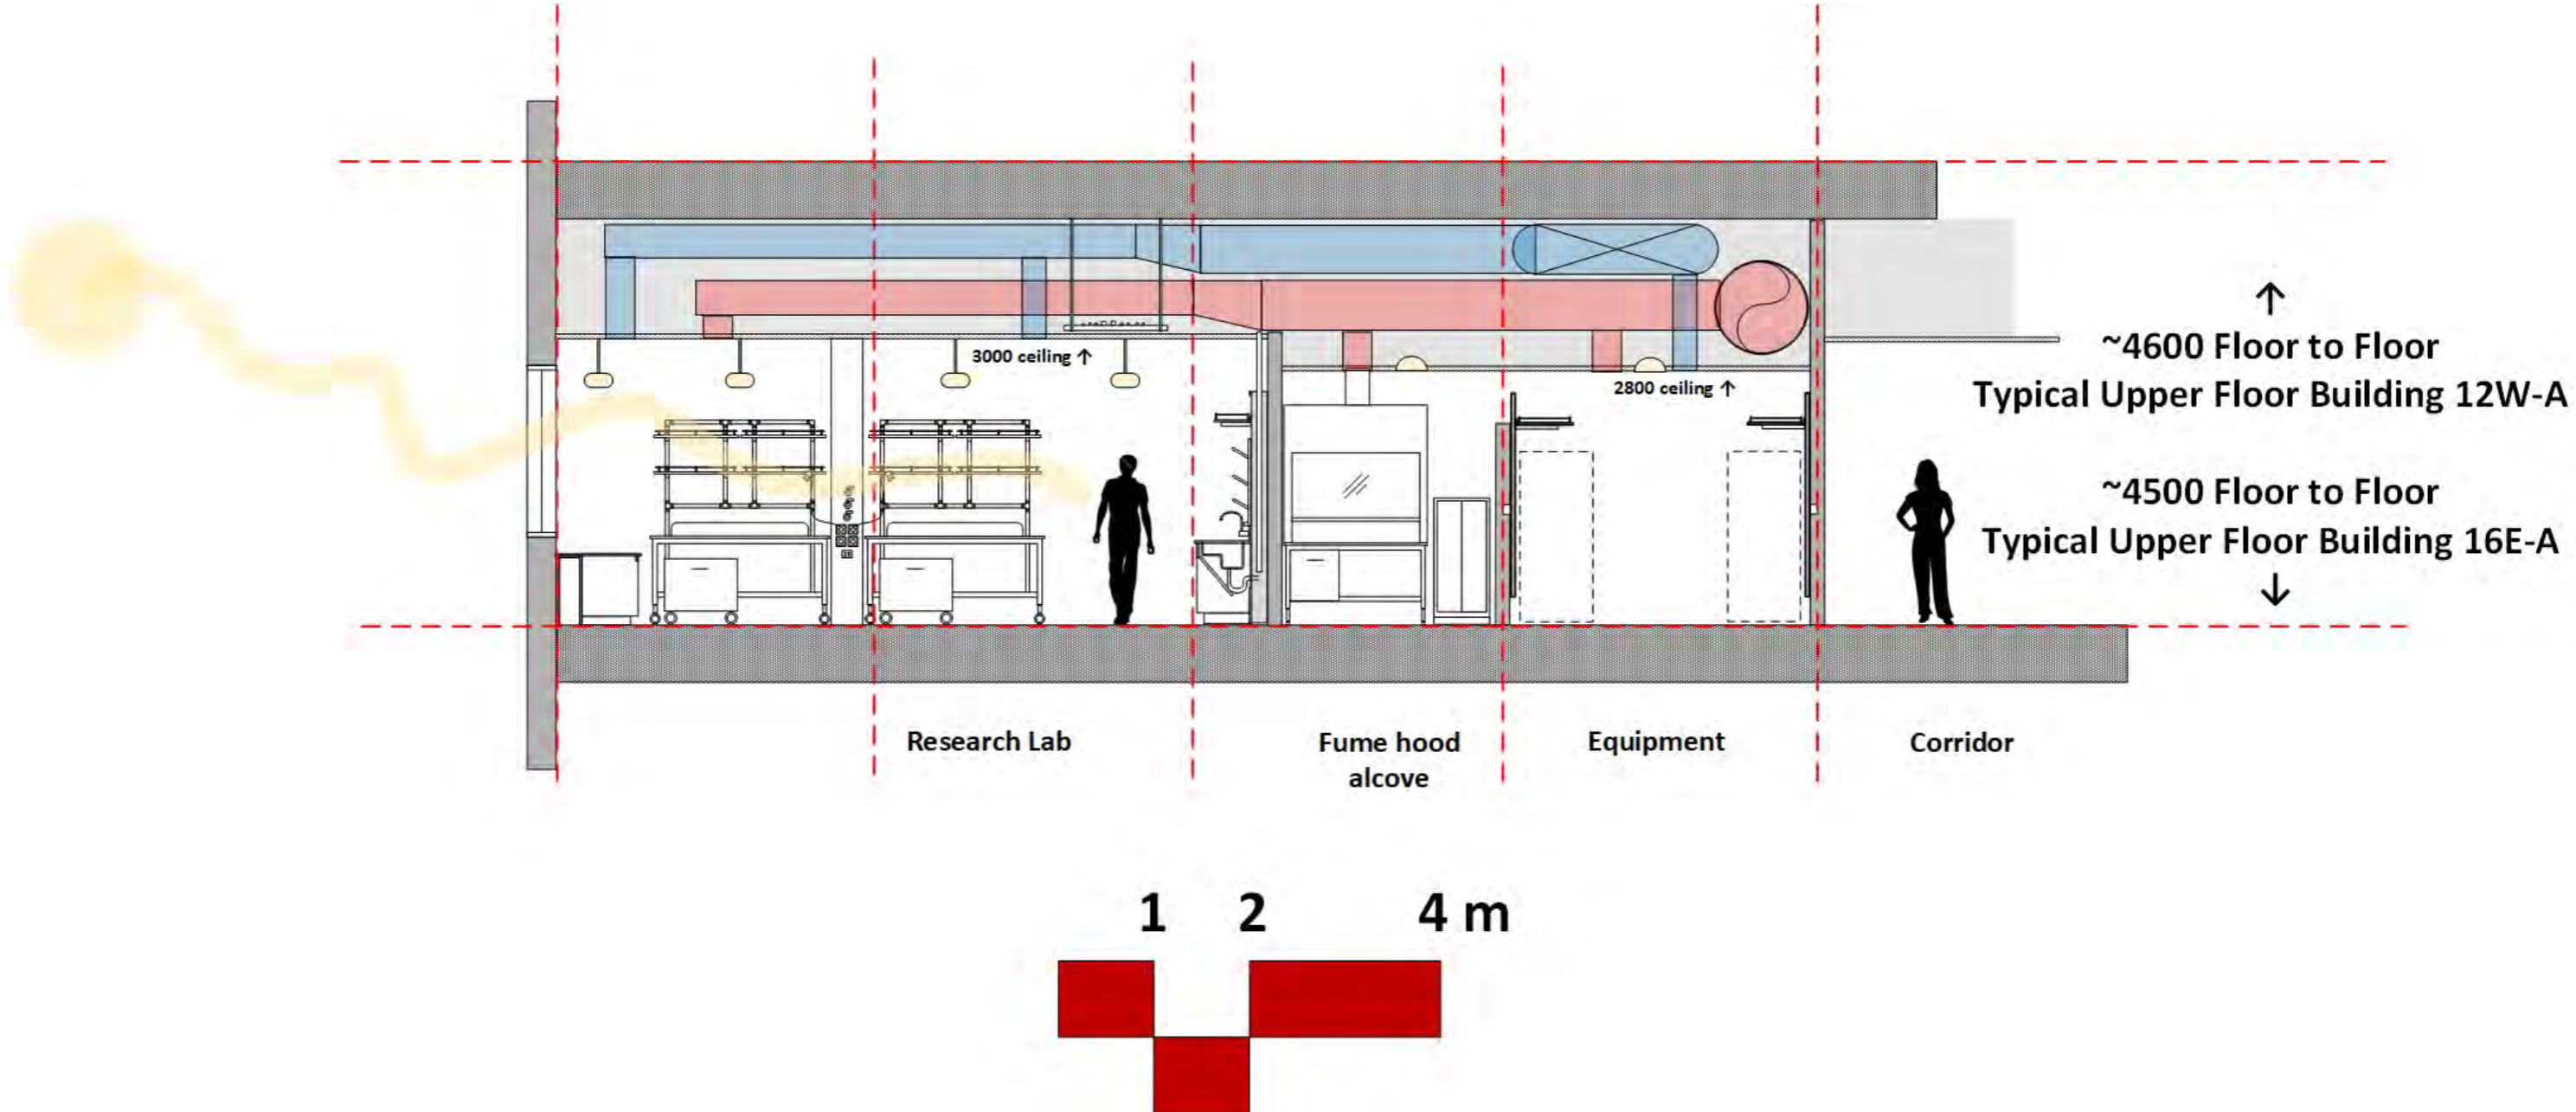 3000 ceiling ↑
2800 ceiling ↑
↑
~4600 Floor to Floor
Typical Upper Floor Building 12W-A
~4500 Floor to Floor
Typical Upper Floor Building 16E-A
↓
Research Lab
Fume hood
alcove
Equipment
Corridor
1 2 4 m